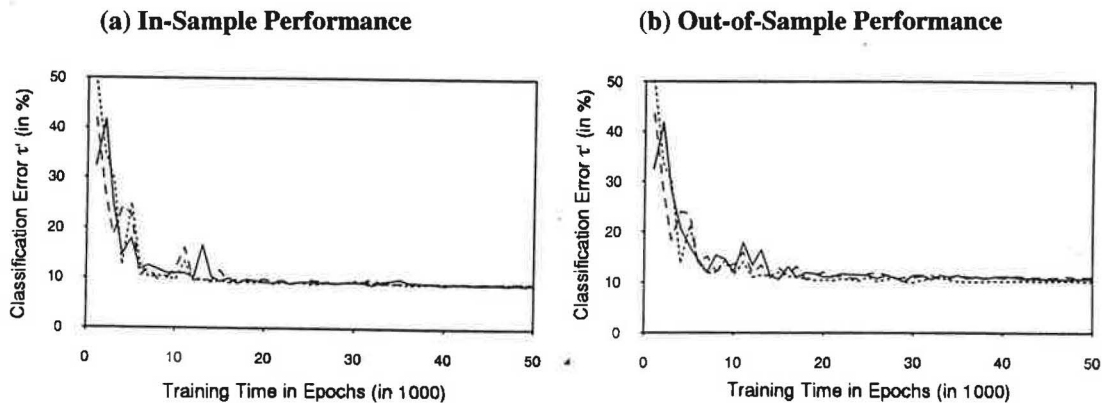 (a) In-Sample Performance
(b) Out-of-Sample Performance
Classification Error τ' (in %)
50
40
30
20
10
0
0 10 20 30 40 50
Training Time in Epochs (in 1000)
Classification Error τ' (in %)
50
40
30
20
10
0
0 10 20 30 40 50
Training Time in Epochs (in 1000)